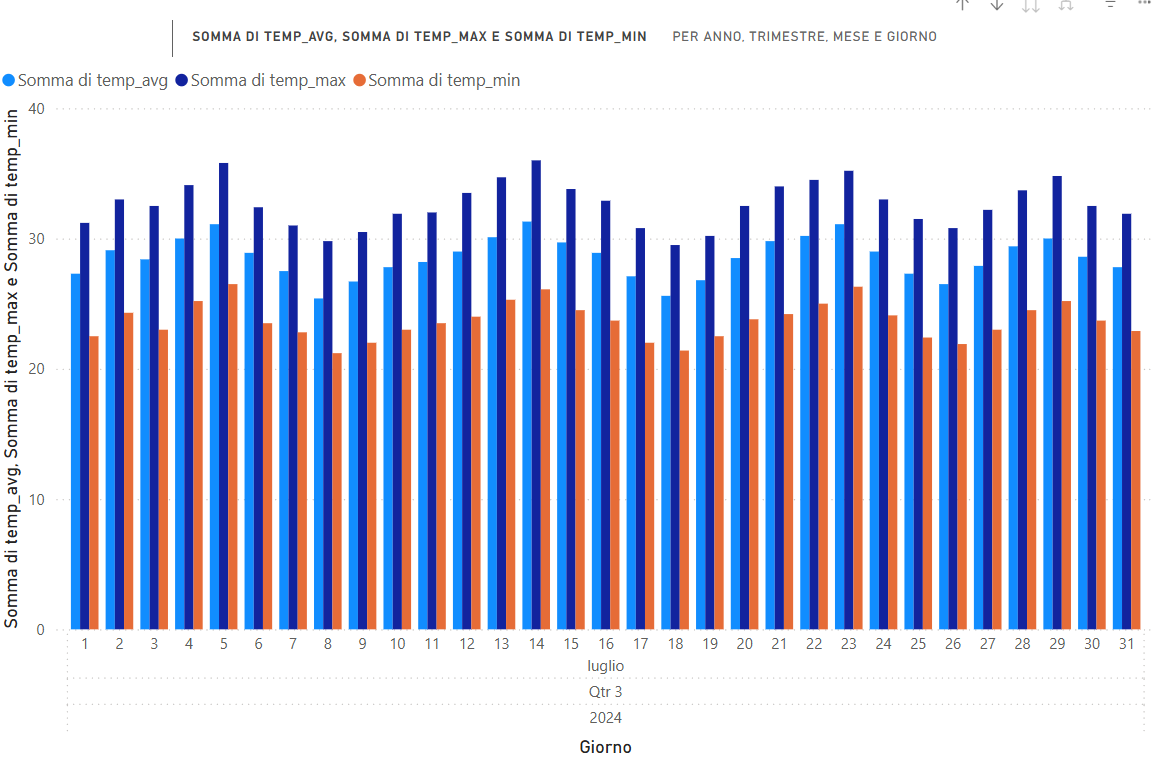 SOMMA DI TEMP_AVG, SOMMA DI TEMP_MAX E SOMMA DI TEMP_MIN PER ANNO, TRIMESTRE, MESE E GIORNO
Somma di temp_avg Somma di temp_max Somma di temp_min
Somma di temp_avg, Somma di temp_max e Somma di temp_min
40
30
20
10
0
1 2 3 4 5 6 7 8 9 10 11 12 13 14 15 16 17 18 19 20 21 22 23 24 25 26 27 28 29 30 31
luglio
Qtr 3
2024
Giorno